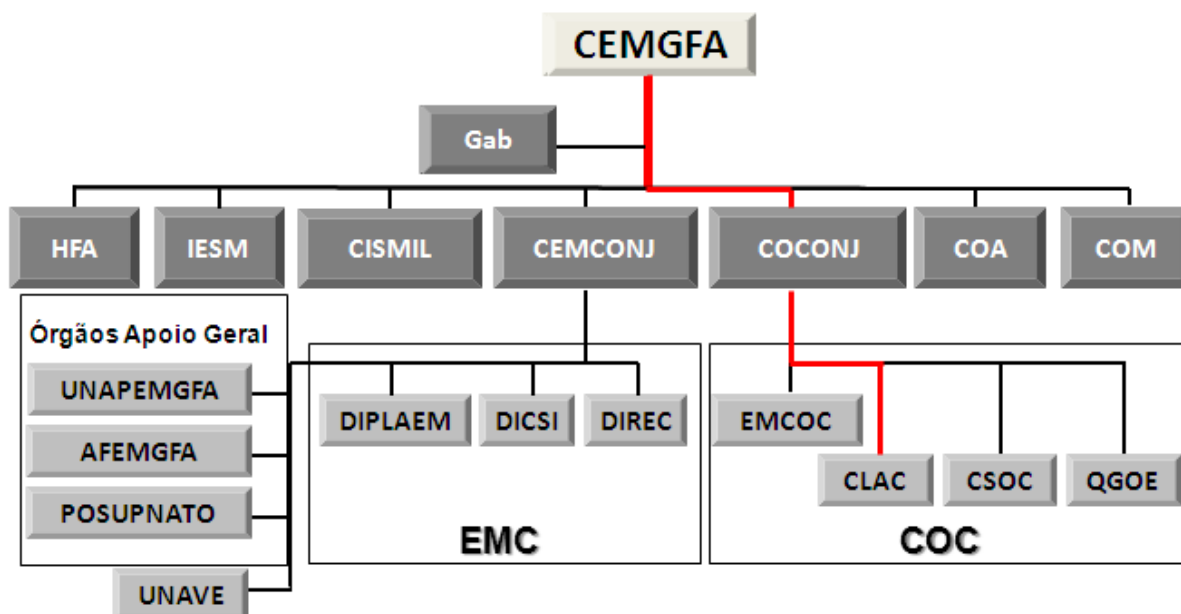 CEMGFA
Gab
HFA
IESM
CISMIL
CEMCONJ
COCONJ
COA
COM
Órgãos Apoio Geral
UNAPEMGFA
AFEMGFA
POSUPNATO
UNAVE
DIPLAEM
DICSI
DIREC
EMC
EMCOC
CLAC
CSOC
QGOE
COC